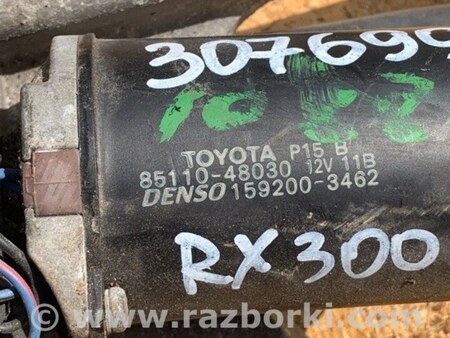 307699
TOYOTA P15 B
85110-48030 12V 11B
DENSO 159200-3462
RX300
© www.razborki.com